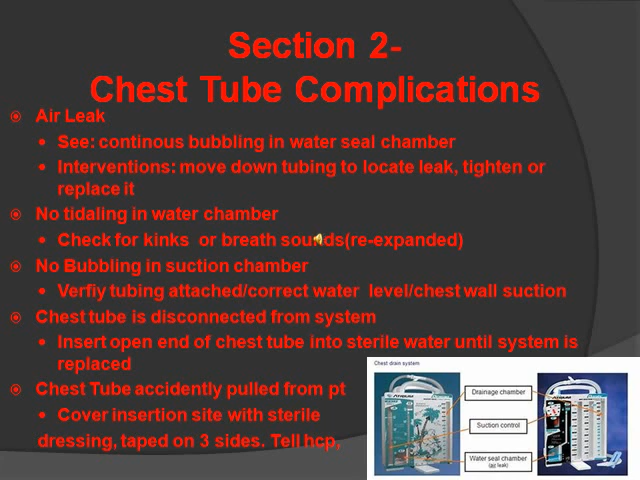 Section 2-
Chest Tube Complications
Air Leak
See: continous bubbling in water seal chamber
Interventions: move down tubing to locate leak, tighten or
replace it
No tidaling in water chamber
Check for kinks or breath sounds(re-expanded)
No Bubbling in suction chamber
Verfiy tubing attached/correct water level/chest wall suction
Chest tube is disconnected from system
Insert open end of chest tube into sterile water until system is
replaced
Chest Tube accidently pulled from pt
Cover insertion site with sterile
dressing, taped on 3 sides. Tell hcp,
Chest drain system
Drainage chamber
Suction control
Water seal chamber
(air leak)